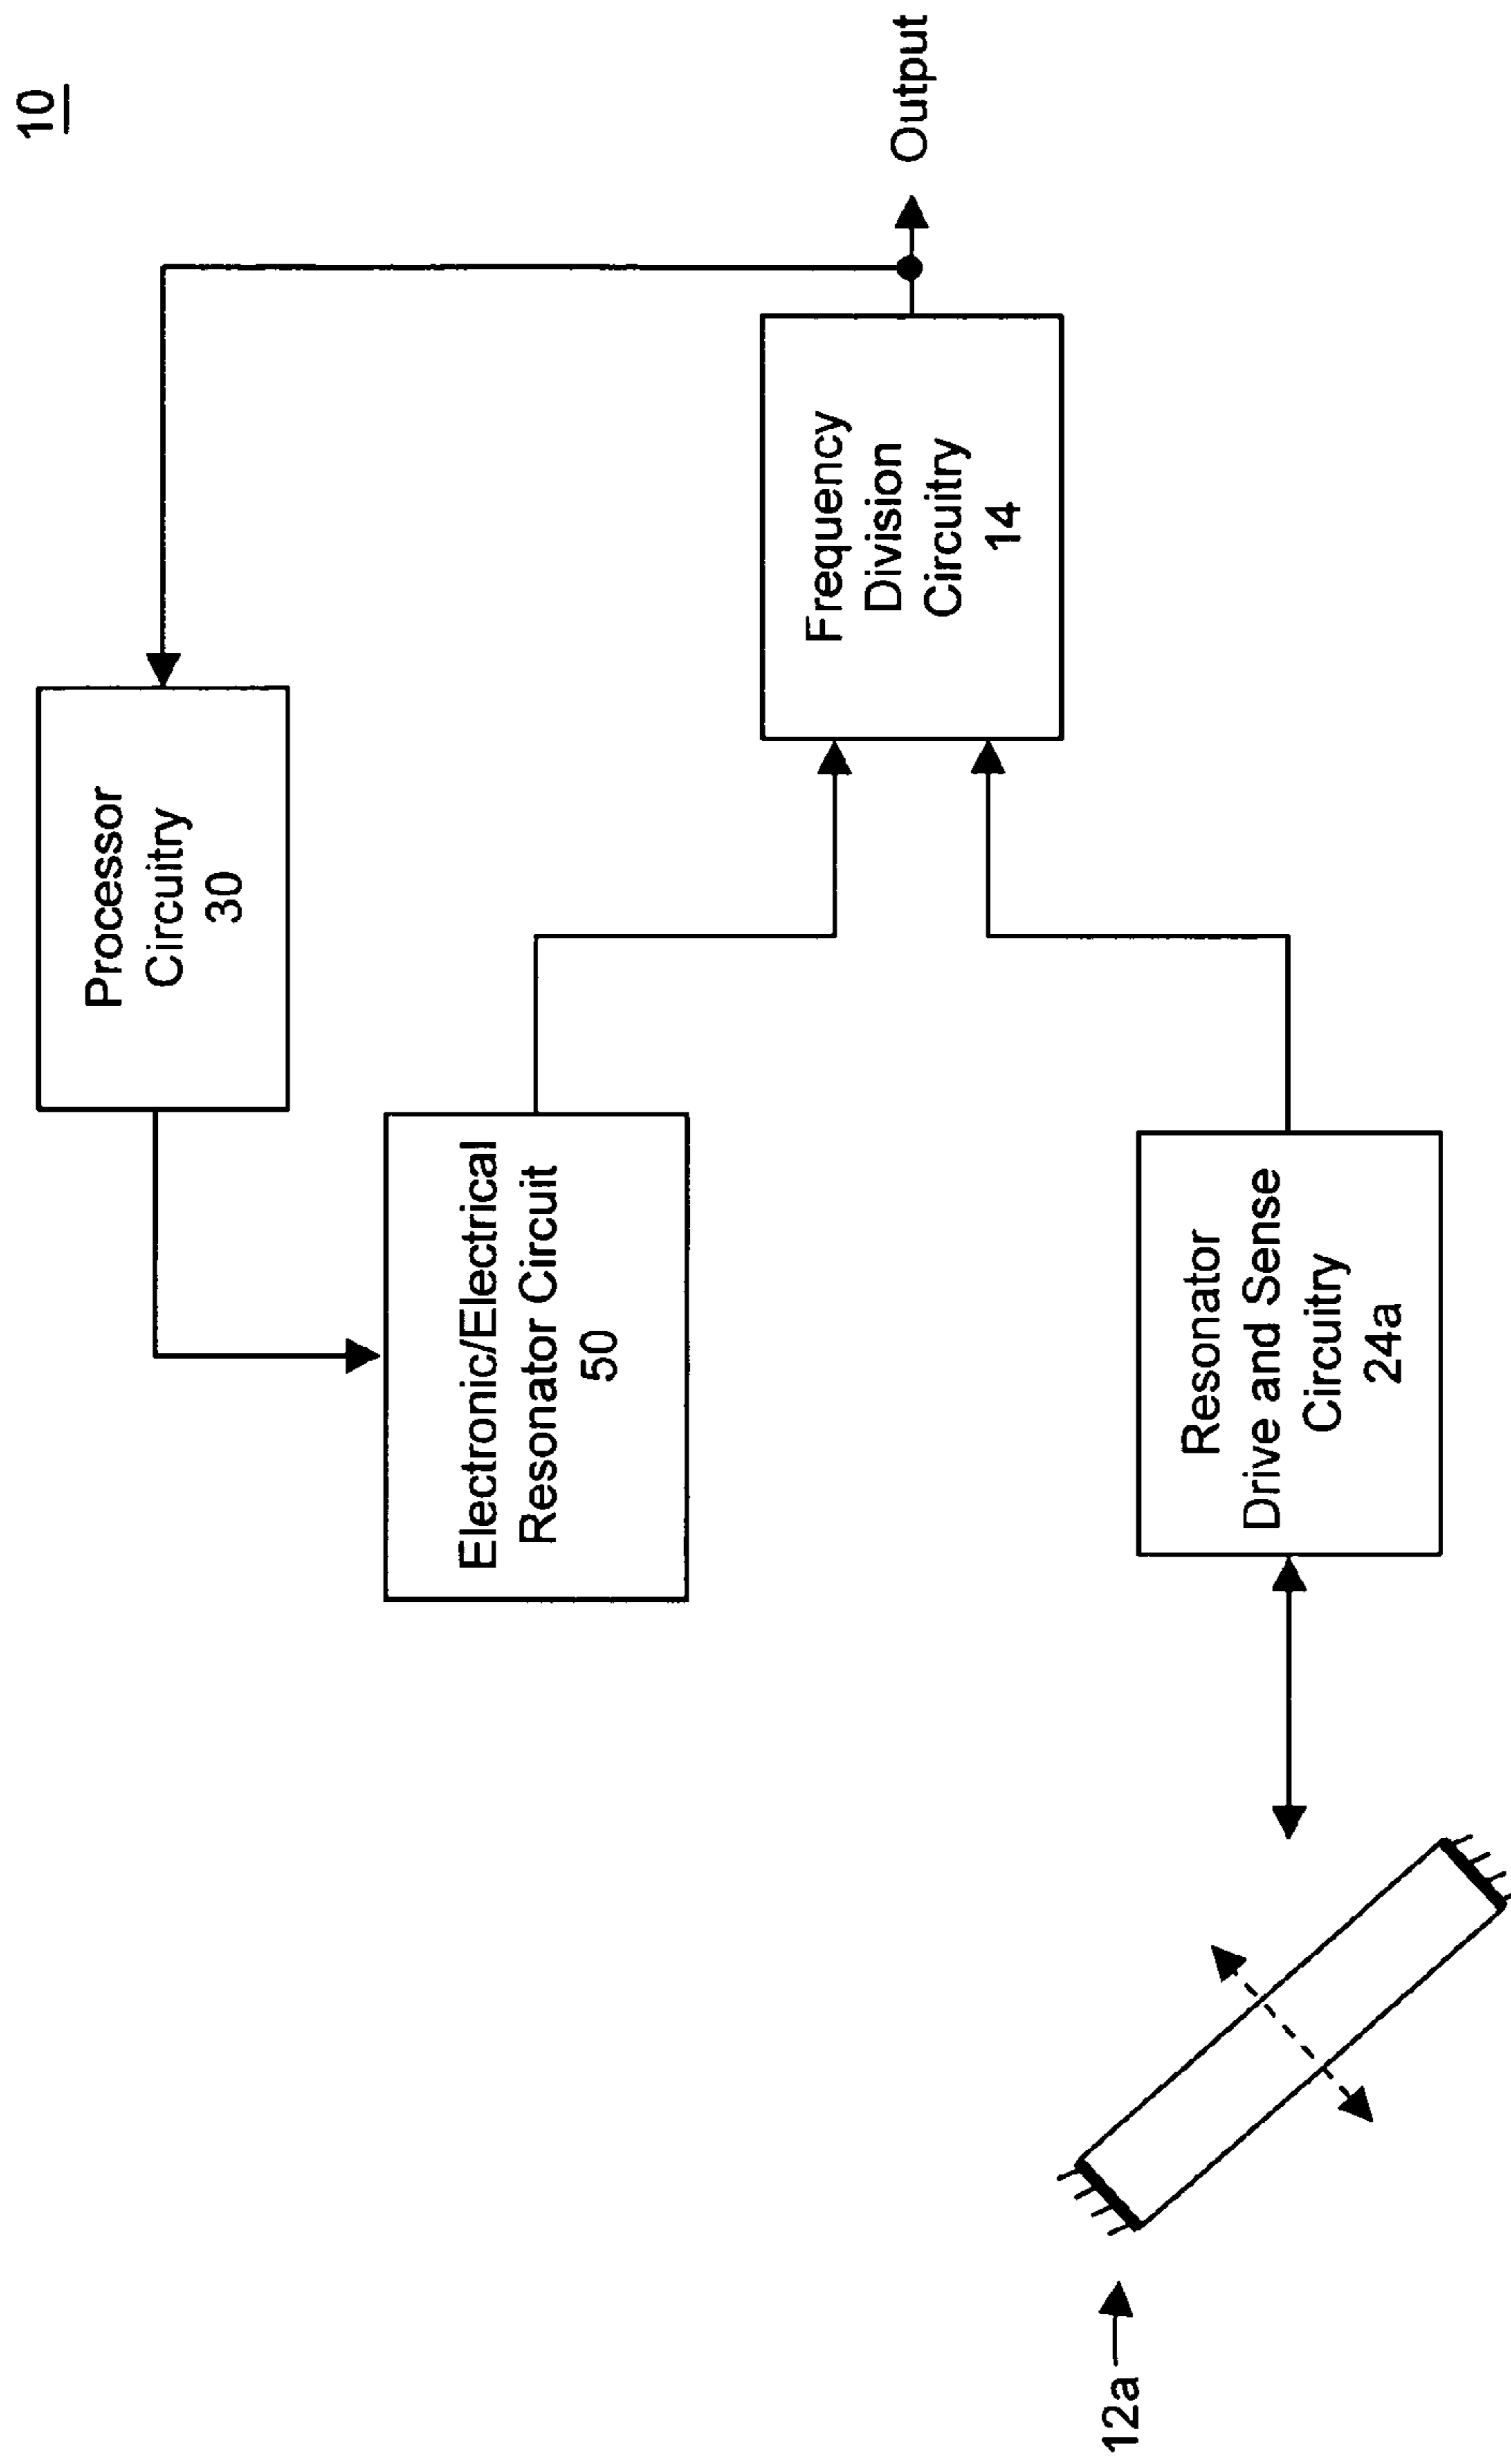 10
Processor
Circuitry
30
Electronic/Electrical
Resonator Circuit
50
Frequency
Division
Circuitry
14
Output
Resonator
Drive and Sense
Circuitry
24a
12a